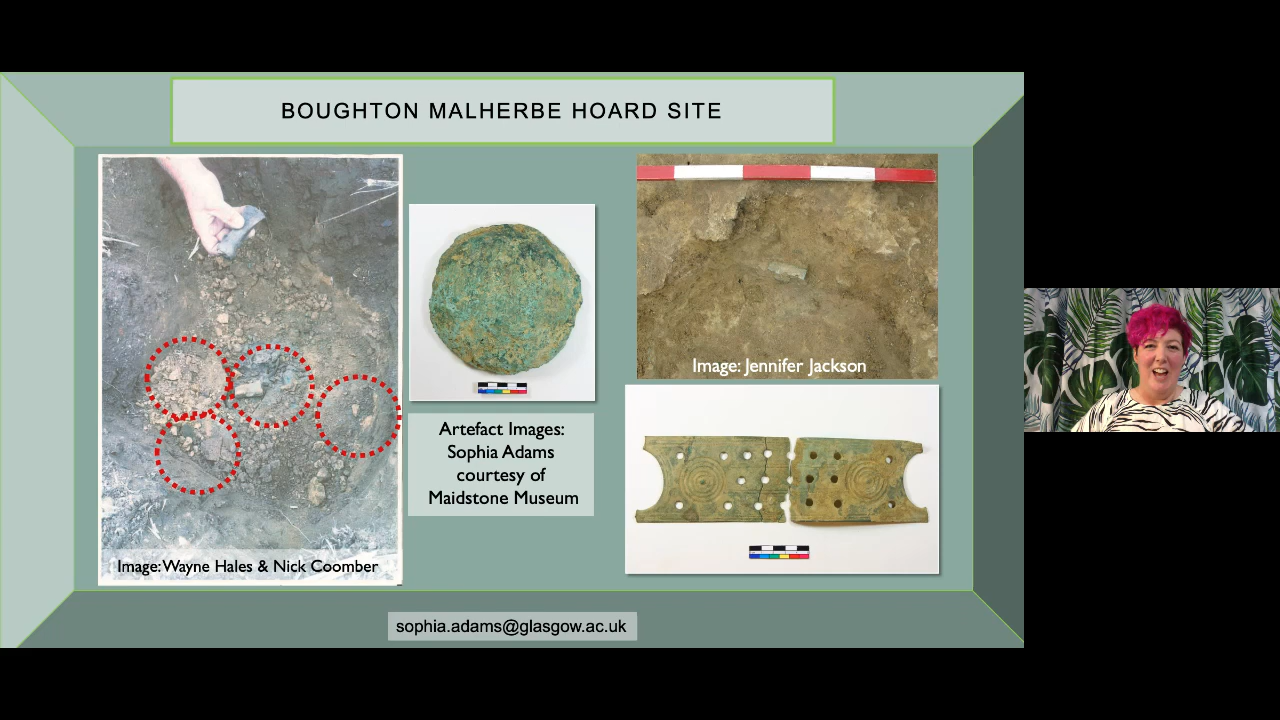 BOUGHTON MALHERBE HOARD SITE
Image: Wayne Hales & Nick Coomber
Artefact Images:
Sophia Adams
courtesy of
Maidstone Museum
Image: Jennifer Jackson
sophia.adams@glasgow.ac.uk